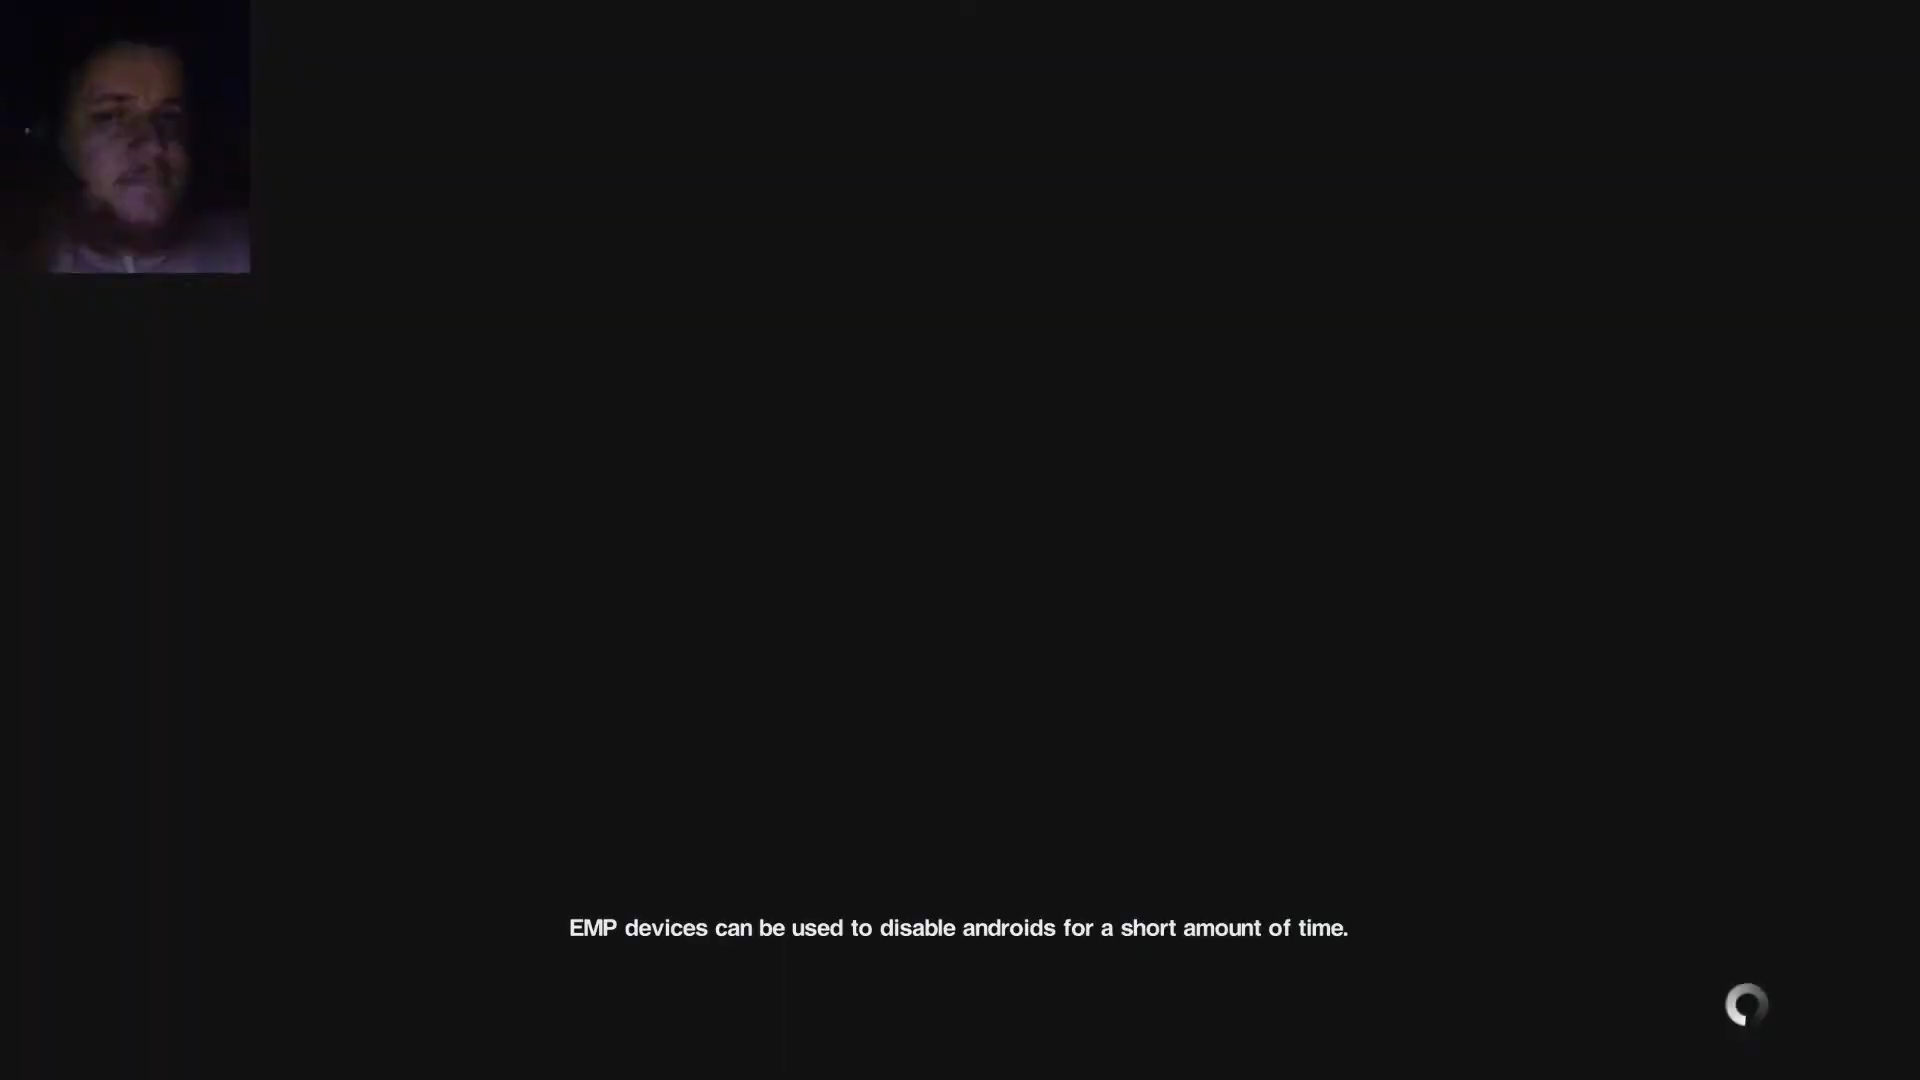 EMP devices can be used to disable androids for a short amount of time.